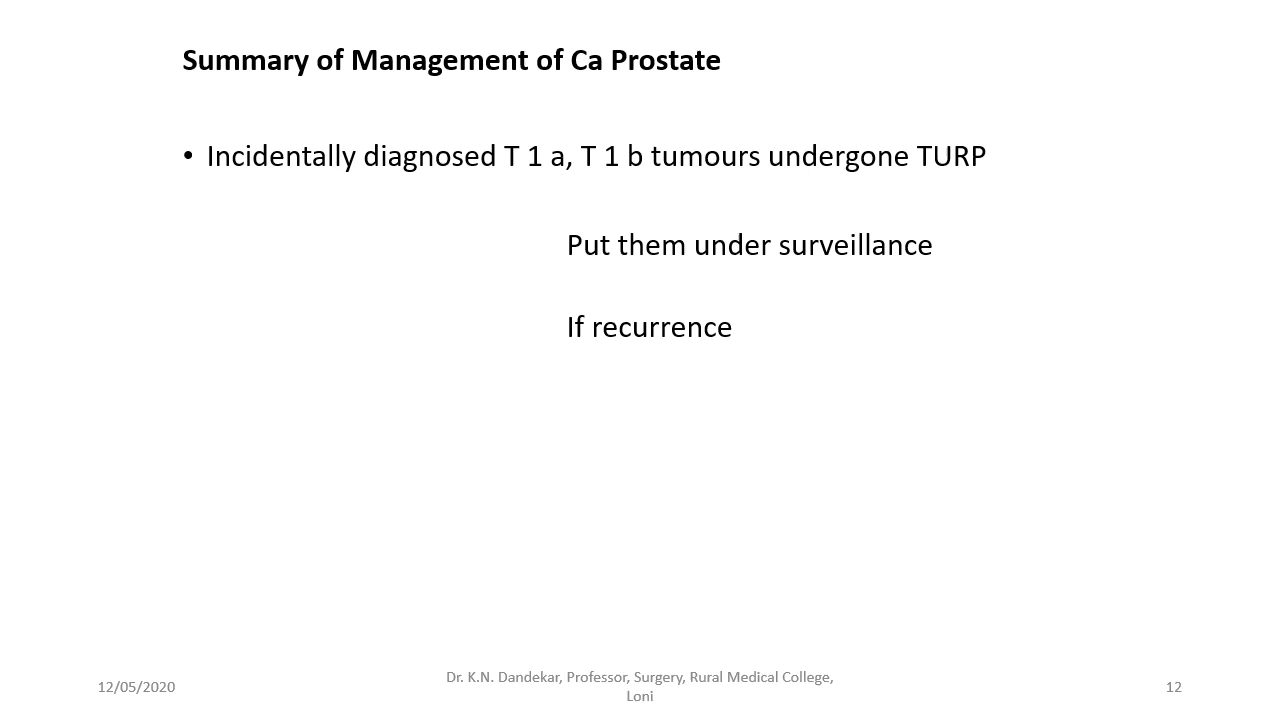 Summary of Management of Ca Prostate
• Incidentally diagnosed T 1 a, T 1 b tumours undergone TURP
Put them under surveillance
If recurrence
12/05/2020
Dr. K.N. Dandekar, Professor, Surgery, Rural Medical College,
Loni
12